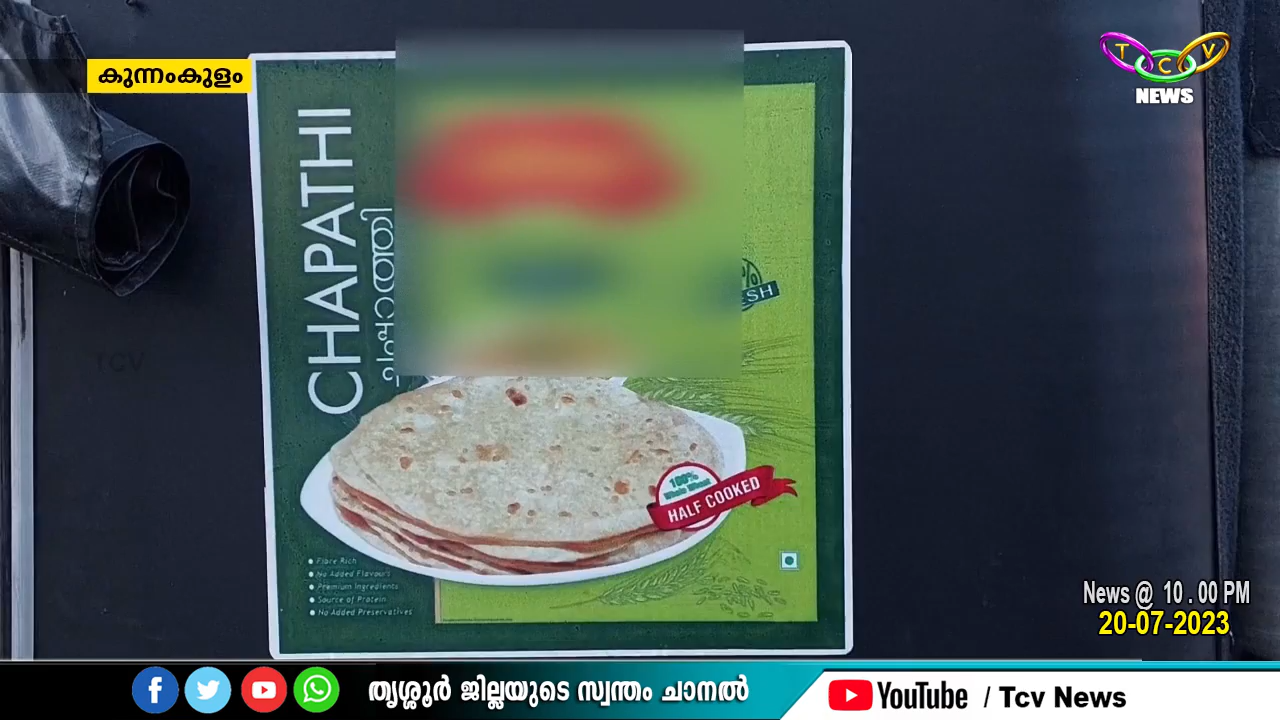 കുന്നംകുളം
T C V
NEWS
CHAPATHI
ചപ്പാത്തി
%
SH
100%
Whole Wheat
HALF COOKED
Fibre Rich
No Added Flavours
Premium Ingredients
Source of Protein
No Added Preservatives
TCV
News @ 10 . 00 PM
20-07-2023
തൃശ്ശൂർ ജില്ലയുടെ സ്വന്തം ചാനൽ
YouTube / Tcv News